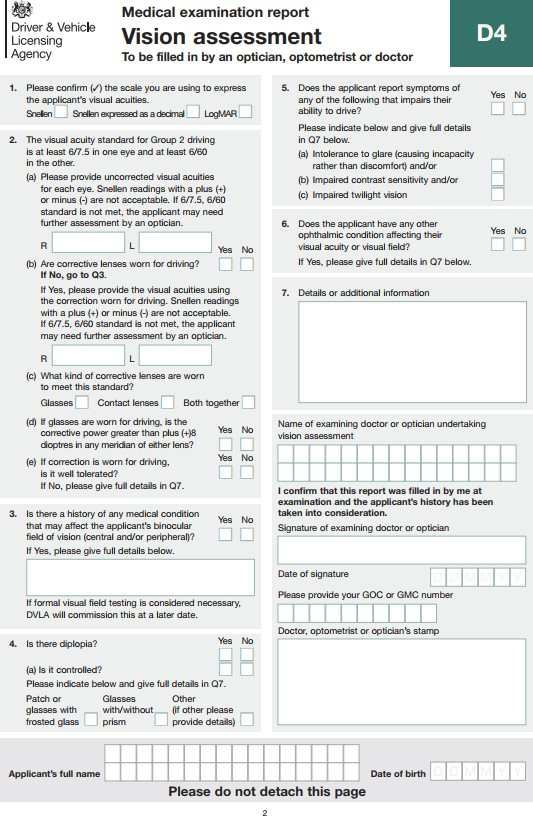 Driver & Vehicle
Licensing
Agency
Medical examination report
Vision assessment
To be filled in by an optician, optometrist or doctor
D4
1. Please confirm (✓) the scale you are using to express
the applicant's visual acuities.
Snellen Snellen expressed as a decimal LogMAR
2. The visual acuity standard for Group 2 driving
is at least 6/7.5 in one eye and at least 6/60
in the other.
(a) Please provide uncorrected visual acuities
for each eye. Snellen readings with a plus (+)
or minus (-) are not acceptable. If 6/7.5, 6/60
standard is not met, the applicant may need
further assessment by an optician.
R L
Yes No
(b) Are corrective lenses worn for driving?
If No, go to Q3.
If Yes, please provide the visual acuities using
the correction worn for driving. Snellen readings
with a plus (+) or minus (-) are not acceptable.
If 6/7.5, 6/60 standard is not met, the applicant
may need further assessment by an optician.
R L
(c) What kind of corrective lenses are worn
to meet this standard?
Glasses Contact lenses Both together
(d) If glasses are worn for driving, is the
corrective power greater than plus (+)8 Yes No
dioptres in any meridian of either lens?
(e) If correction is worn for driving, Yes No
is it well tolerated?
If No, please give full details in Q7.
3. Is there a history of any medical condition
that may affect the applicant's binocular Yes No
field of vision (central and/or peripheral)?
If Yes, please give full details below.
If formal visual field testing is considered necessary,
DVLA will commission this at a later date.
4. Is there diplopia? Yes No
(a) Is it controlled?
Please indicate below and give full details in Q7.
Patch or Glasses Other
glasses with with/without (if other please
frosted glass prism provide details)
5. Does the applicant report symptoms of
any of the following that impairs their Yes No
ability to drive?
Please indicate below and give full details
in Q7 below.
(a) Intolerance to glare (causing incapacity
rather than discomfort) and/or
(b) Impaired contrast sensitivity and/or
(c) Impaired twilight vision
6. Does the applicant have any other
ophthalmic condition affecting their Yes No
visual acuity or visual field?
If Yes, please give full details in Q7 below.
7. Details or additional information
Name of examining doctor or optician undertaking
vision assessment
I confirm that this report was filled in by me at
examination and the applicant's history has been
taken into consideration.
Signature of examining doctor or optician
Date of signature D D M M Y Y
Please provide your GOC or GMC number
Doctor, optometrist or optician's stamp
Applicant's full name
Date of birth D D M M Y Y
Please do not detach this page
2